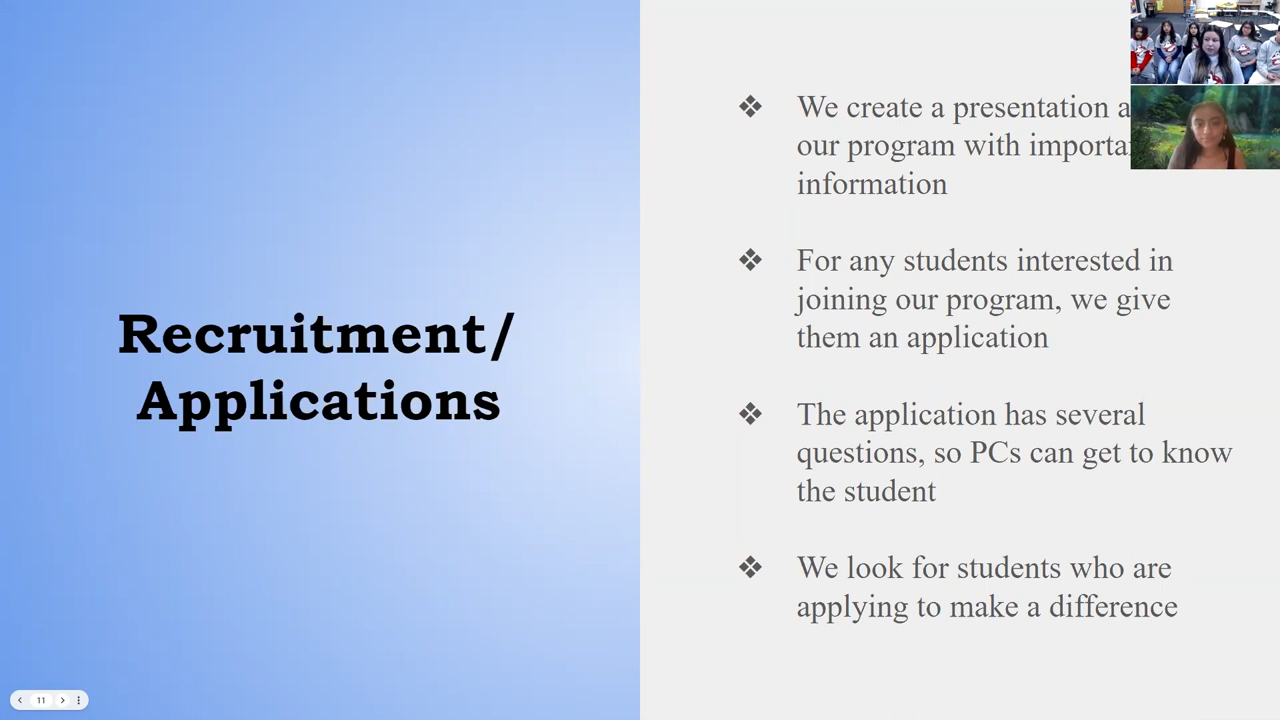 Recruitment/
Applications
❖ We create a presentation
our program with
information
❖ For any students interested in
joining our program, we give
them an application
❖ The application has several
questions, so PCs can get to know
the student
❖ We look for students who are
applying to make a difference
11